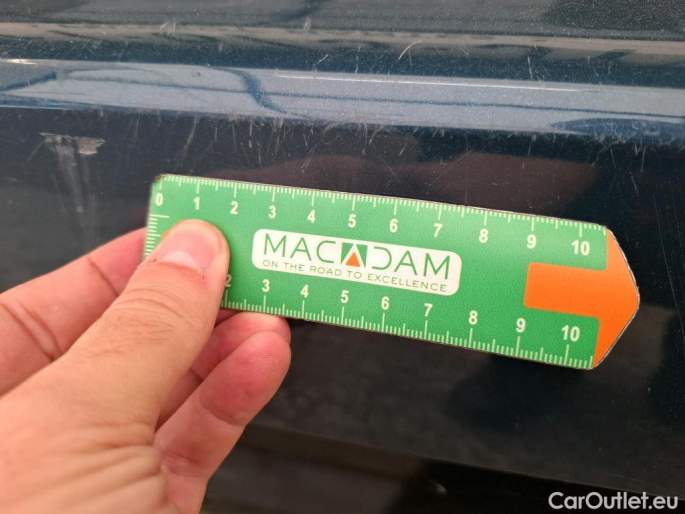 0 1 2 3 4 5 6 7 8 9 10
MACADAM
ON THE ROAD TO EXCELLENCE
2 3 4 5 6 7 8 9 10
CarOutlet.eu